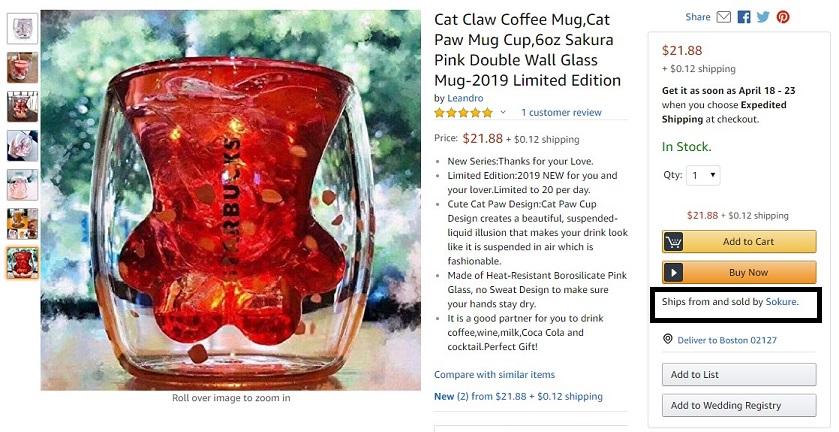 Cat Claw Coffee Mug,Cat
Paw Mug Cup,6oz Sakura
Pink Double Wall Glass
Mug-2019 Limited Edition
by Leandro
1 customer review
Price: $21.88 + $0.12 shipping
• New Series:Thanks for your Love.
• Limited Edition:2019 NEW for you and
your lover.Limited to 20 per day.
• Cute Cat Paw Design:Cat Paw Cup
Design creates a beautiful, suspended-
liquid illusion that makes your drink look
like it is suspended in air which is
fashionable.
• Made of Heat-Resistant Borosilicate Pink
Glass, no Sweat Design to make sure
your hands stay dry.
• It is a good partner for you to drink
coffee,wine,milk,Coca Cola and
cocktail.Perfect Gift!
Compare with similar items
New (2) from $21.88 + $0.12 shipping
STARBUCKS
Roll over image to zoom in
Share
$21.88
+ $0.12 shipping
Get it as soon as April 18 - 23
when you choose Expedited
Shipping at checkout.
In Stock.
Qty: 1
$21.88 + $0.12 shipping
Add to Cart
Buy Now
Ships from and sold by Sokure.
Deliver to Boston 02127
Add to List
Add to Wedding Registry